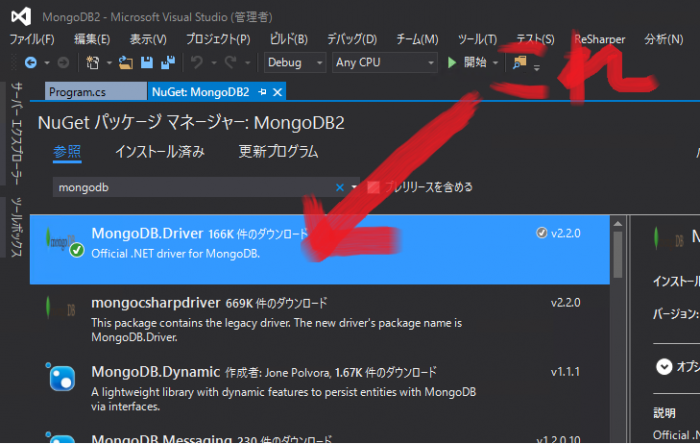 MongoDB2 - Microsoft Visual Studio (管理者)
ファイル(F) 編集(E) 表示(V) プロジェクト(P) ビルド(B) デバッグ(D) チーム(M) ツール(T) テスト(S) ReSharper 分析(N)
Debug Any CPU 開始
これ
サーバー エクスプローラー
ツールボックス
Program.cs NuGet: MongoDB2
NuGet パッケージ マネージャー: MongoDB2
参照 インストール済み 更新プログラム
mongodb プレリリースを含める
MongoDB.Driver 166K 件のダウンロード v2.2.0
Official .NET driver for MongoDB.
mongocsharpdriver 669K 件のダウンロード v2.2.0
This package contains the legacy driver. The new driver's package name is
MongoDB.Driver.
MongoDB.Dynamic 作成者: Jone Polvora, 1.67K 件のダウンロード v1.1.1
A lightweight library with dynamic features to persist entities with MongoDB
via interfaces.
MongoDB.Messaging 230 件のダウンロード v1.2.0.10
インストール
バージョン:
オプシ
説明
Official .N